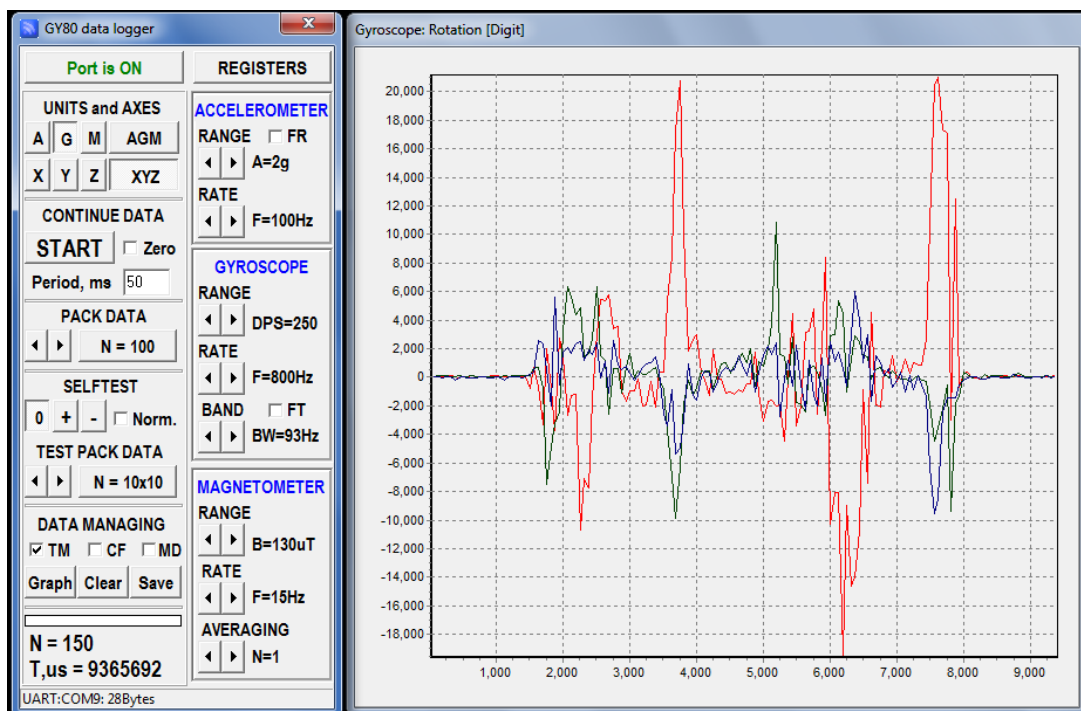 GY80 data logger
Port is ON
REGISTERS
UNITS and AXES
A G M AGM
X Y Z XYZ
CONTINUE DATA
START Zero
Period, ms 50
PACK DATA
N = 100
SELFTEST
0 + - Norm.
TEST PACK DATA
N = 10x10
DATA MANAGING
TM CF MD
Graph Clear Save
N = 150
T,us = 9365692
UART:COM9: 28Bytes
ACCELEROMETER
RANGE FR
A=2g
RATE
F=100Hz
GYROSCOPE
RANGE
DPS=250
RATE
F=800Hz
BAND FT
BW=93Hz
MAGNETOMETER
RANGE
B=130uT
RATE
F=15Hz
AVERAGING
N=1
Gyroscope: Rotation [Digit]
20,000
18,000
16,000
14,000
12,000
10,000
8,000
6,000
4,000
2,000
0
-2,000
-4,000
-6,000
-8,000
-10,000
-12,000
-14,000
-16,000
-18,000
1,000 2,000 3,000 4,000 5,000 6,000 7,000 8,000 9,000